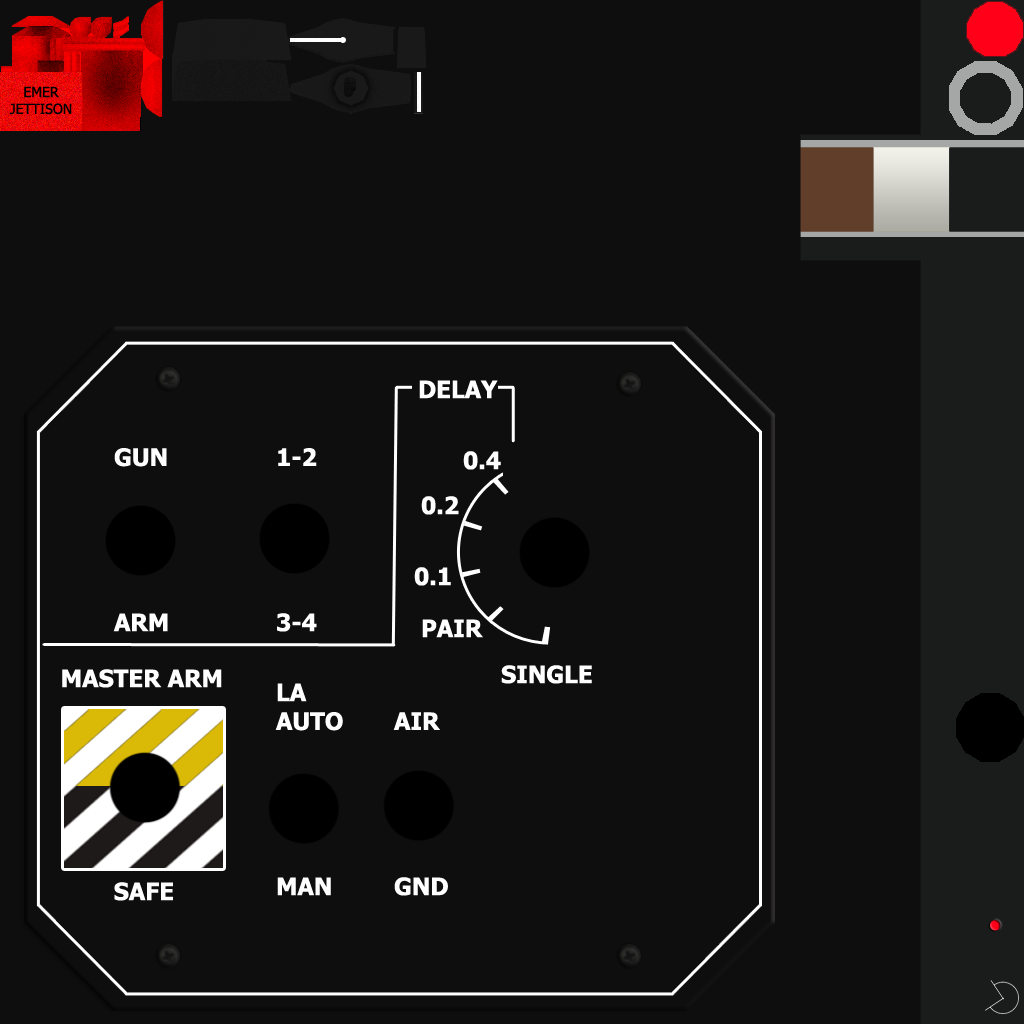 EMER
JETTISON
DELAY
GUN
1-2
0.4
0.2
0.1
ARM
3-4
PAIR
MASTER ARM
SINGLE
LA
AUTO
AIR
SAFE
MAN
GND